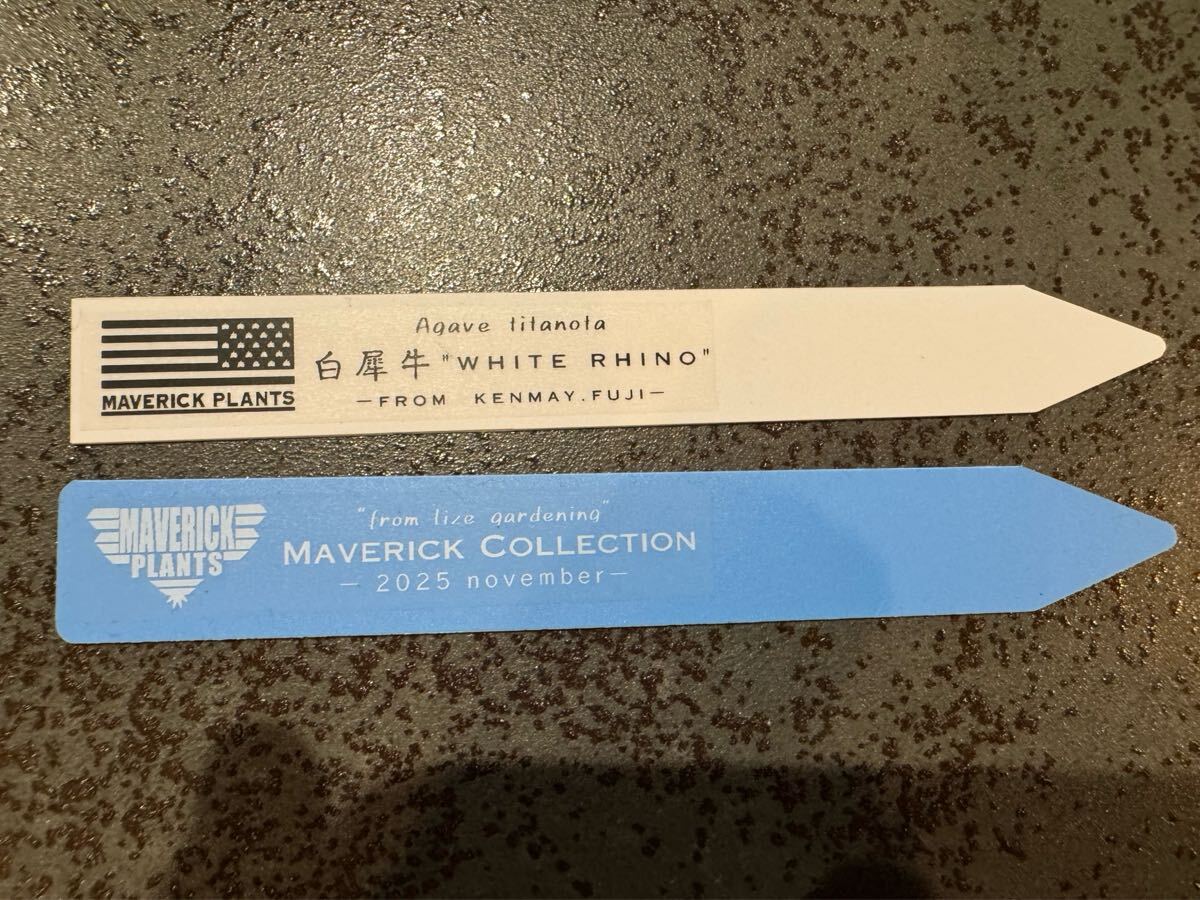 MAVERICK PLANTS
Agave titanota
白犀牛"WHITE RHINO"
—FROM KENMAY.FUJI—
MAVERICK
PLANTS
"from live gardening"
MAVERICK COLLECTION
— 2025 november—